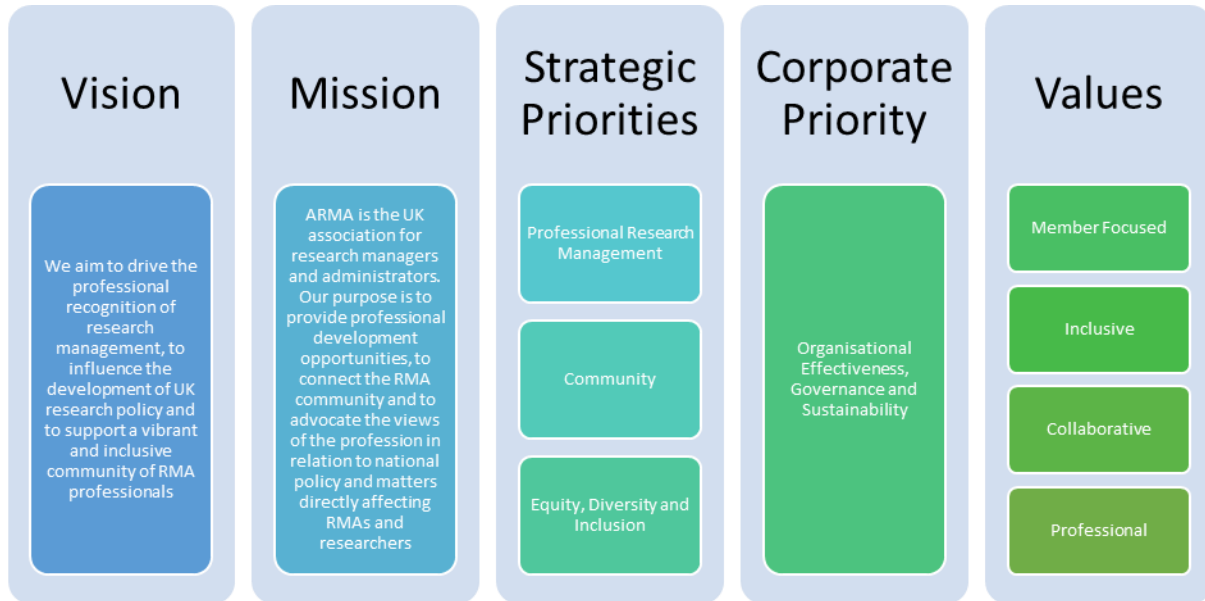 Vision
We aim to drive the
professional
recognition of
research
management, to
influence the
development of UK
research policy and
to support a vibrant
and inclusive
community of RMA
professionals
Mission
ARMA is the UK
association for
research managers
and administrators.
Our purpose is to
provide professional
development
opportunities, to
connect the RMA
community and to
advocate the views
of the profession in
relation to national
policy and matters
directly affecting
RMAs and
researchers
Strategic
Priorities
Professional Research
Management
Community
Equity, Diversity and
Inclusion
Corporate
Priority
Organisational
Effectiveness,
Governance and
Sustainability
Values
Member Focused
Inclusive
Collaborative
Professional